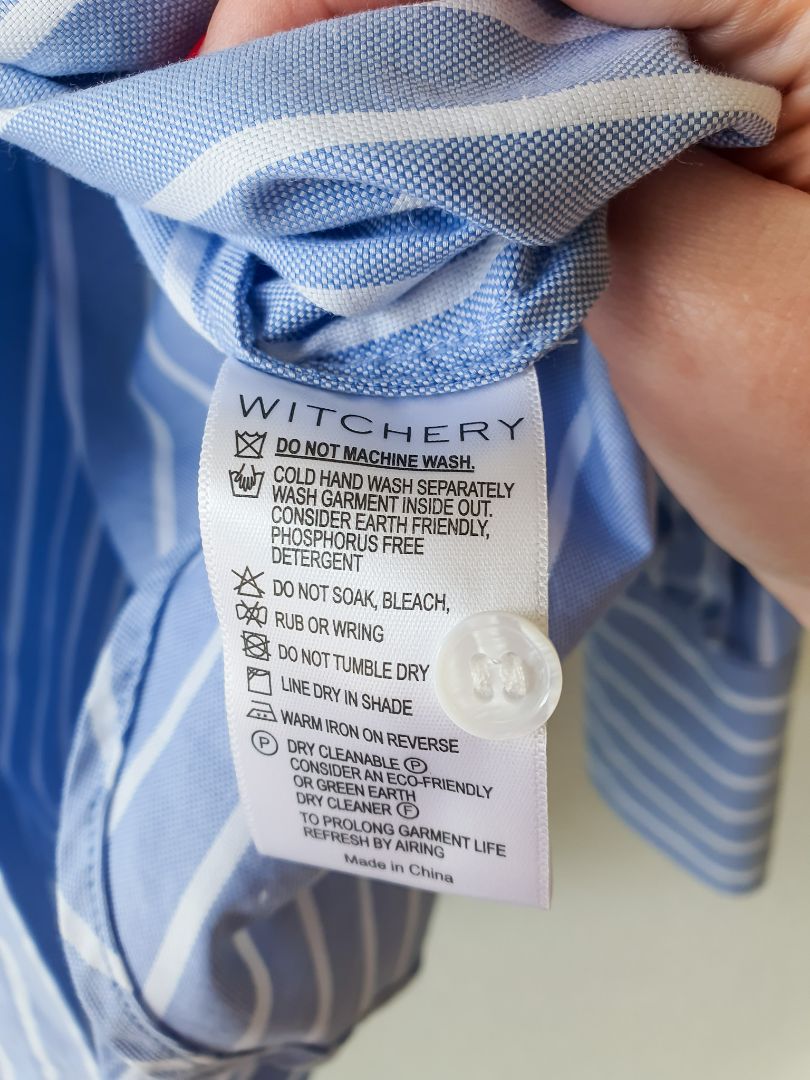 WITCHERY
DO NOT MACHINE WASH.
COLD HAND WASH SEPARATELY
WASH GARMENT INSIDE OUT.
CONSIDER EARTH FRIENDLY,
PHOSPHORUS FREE
DETERGENT
DO NOT SOAK, BLEACH,
RUB OR WRING
DO NOT TUMBLE DRY
LINE DRY IN SHADE
WARM IRON ON REVERSE
P DRY CLEANABLE P
CONSIDER AN ECO-FRIENDLY
OR GREEN EARTH
DRY CLEANER F
TO PROLONG GARMENT LIFE
REFRESH BY AIRING
Made in China